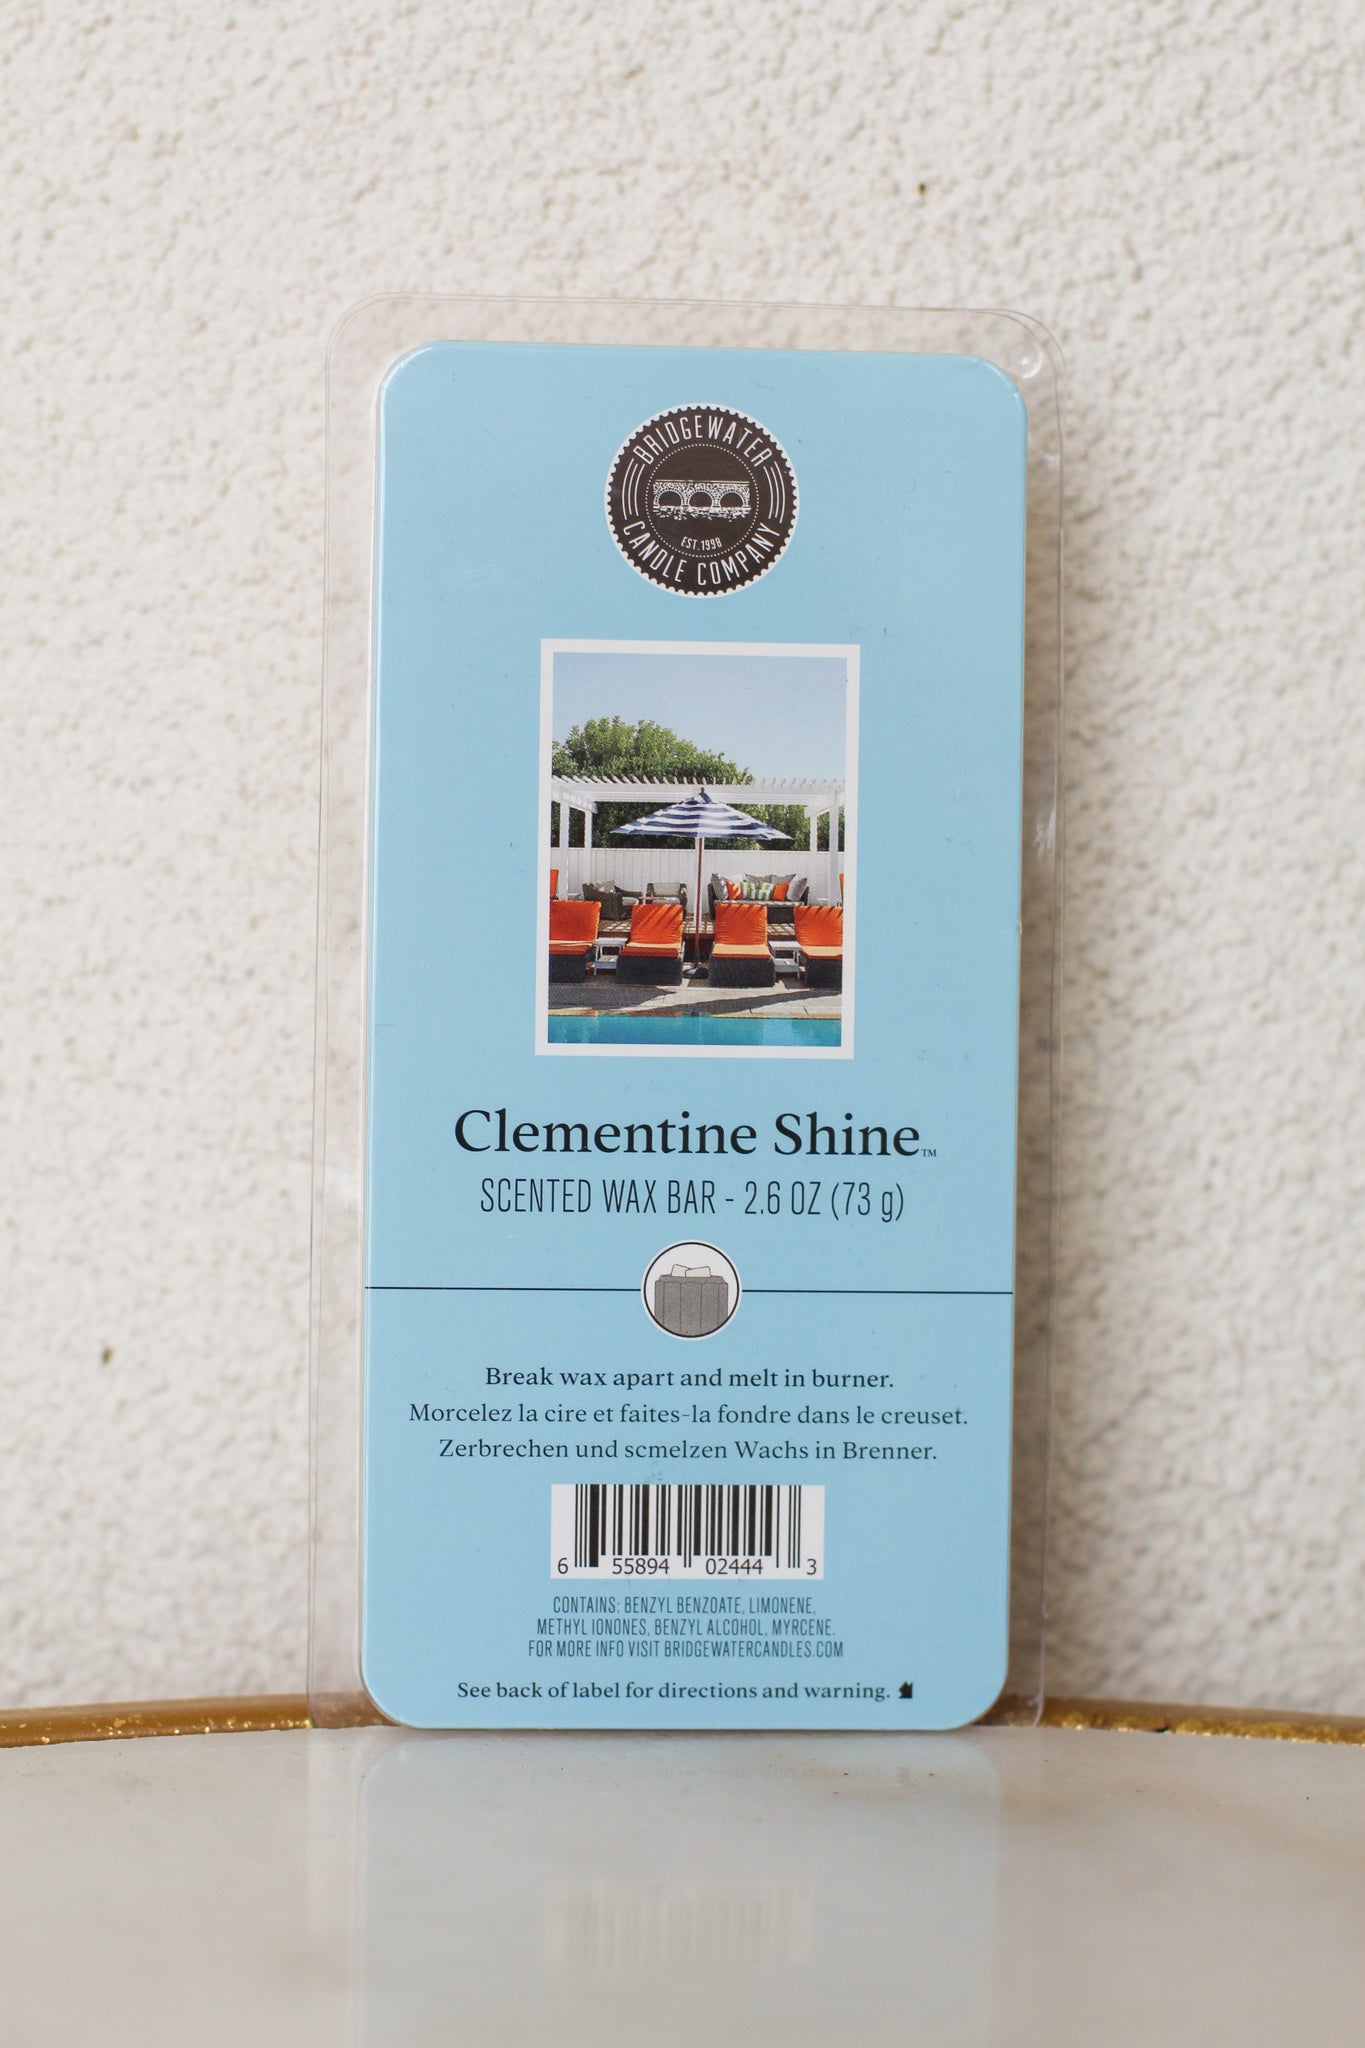 BRIDGEWATER
EST. 1998
CANDLE COMPANY
Clementine Shine™
SCENTED WAX BAR - 2.6 OZ (73 g)
Break wax apart and melt in burner.
Morcelez la cire et faites-la fondre dans le creuset.
Zerbrechen und scmelzen Wachs in Brenner.
6 55894 02444 3
CONTAINS: BENZYL BENZOATE, LIMONENE,
METHYL IONONES, BENZYL ALCOHOL, MYRCENE.
FOR MORE INFO VISIT BRIDGEWATERCANDLES.COM
See back of label for directions and warning.